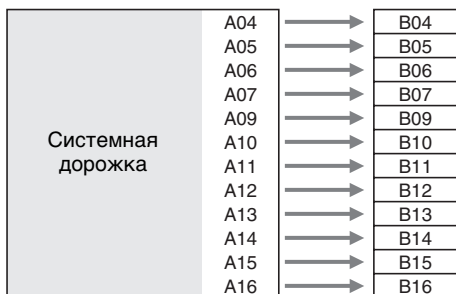 A04 B04
A05 B05
A06 B06
A07 B07
A09 B09
Системная A10 B10
дорожка A11 B11
A12 B12
A13 B13
A14 B14
A15 B15
A16 B16